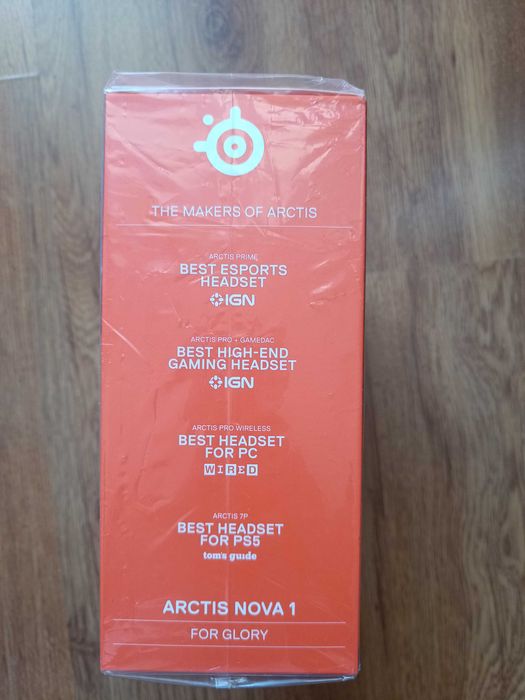 THE MAKERS OF ARCTIS
ARCTIS PRIME
BEST ESPORTS
HEADSET
IGN
ARCTIS PRO + GAMEDAC
BEST HIGH-END
GAMING HEADSET
IGN
ARCTIS PRO WIRELESS
BEST HEADSET
FOR PC
WIRED
ARCTIS 7P
BEST HEADSET
FOR PS5
tom's guide
ARCTIS NOVA 1
FOR GLORY